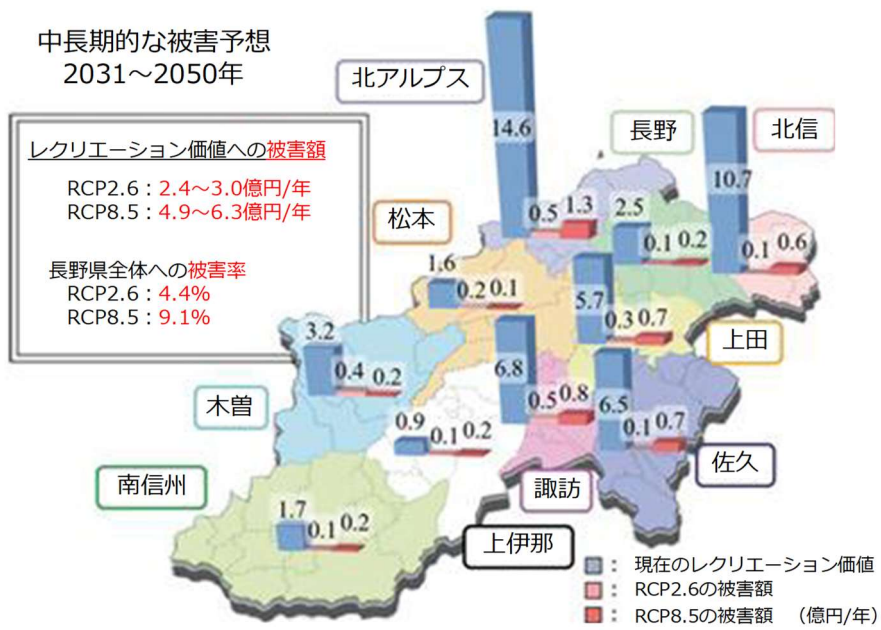 中長期的な被害予想
2031～2050年
レクリエーション価値への被害額
RCP2.6：2.4～3.0億円/年
RCP8.5：4.9～6.3億円/年
長野県全体への被害率
RCP2.6：4.4%
RCP8.5：9.1%
北アルプス
14.6
0.5
1.3
長野
2.5
0.1
0.2
北信
10.7
0.1
0.6
松本
1.6
0.2
0.1
5.7
0.3
0.7
上田
3.2
0.4
0.2
木曽
6.8
0.5
0.8
諏訪
6.5
0.1
0.7
佐久
0.9
0.1
0.2
上伊那
南信州
1.7
0.1
0.2
： 現在のレクリエーション価値
： RCP2.6の被害額
： RCP8.5の被害額 （億円/年）